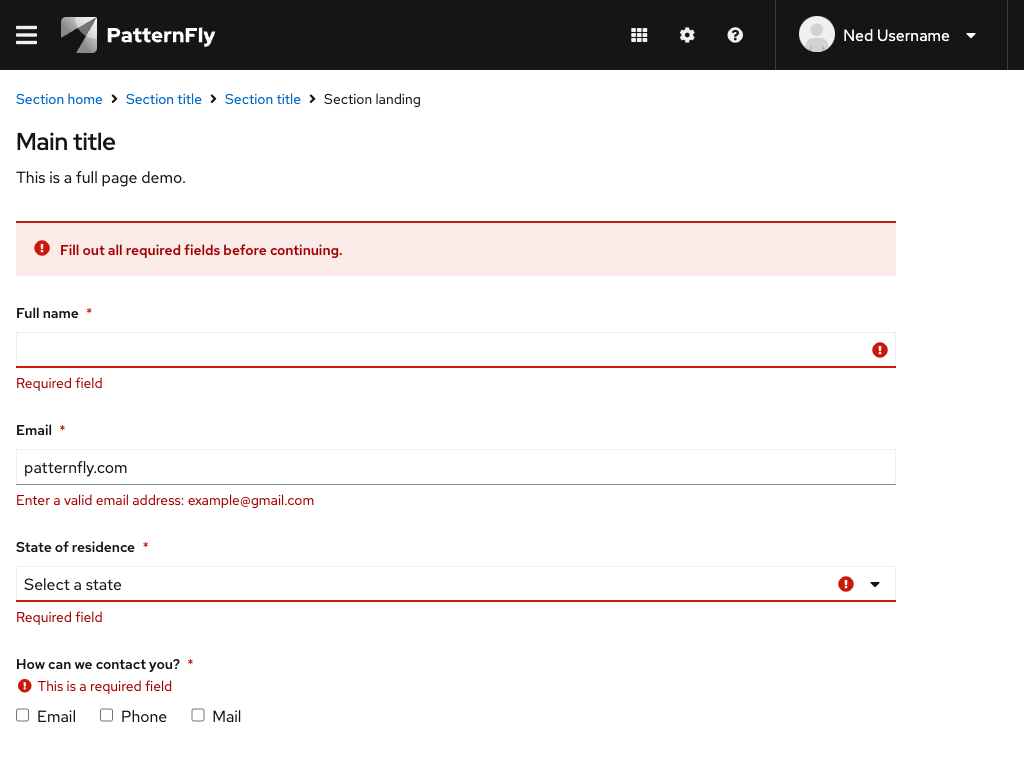 PatternFly
Ned Username
Section home Section title Section title Section landing
Main title
This is a full page demo.
Fill out all required fields before continuing.
Full name *
Required field
Email *
patternfly.com
Enter a valid email address: example@gmail.com
State of residence *
Select a state
Required field
How can we contact you? *
This is a required field
Email Phone Mail